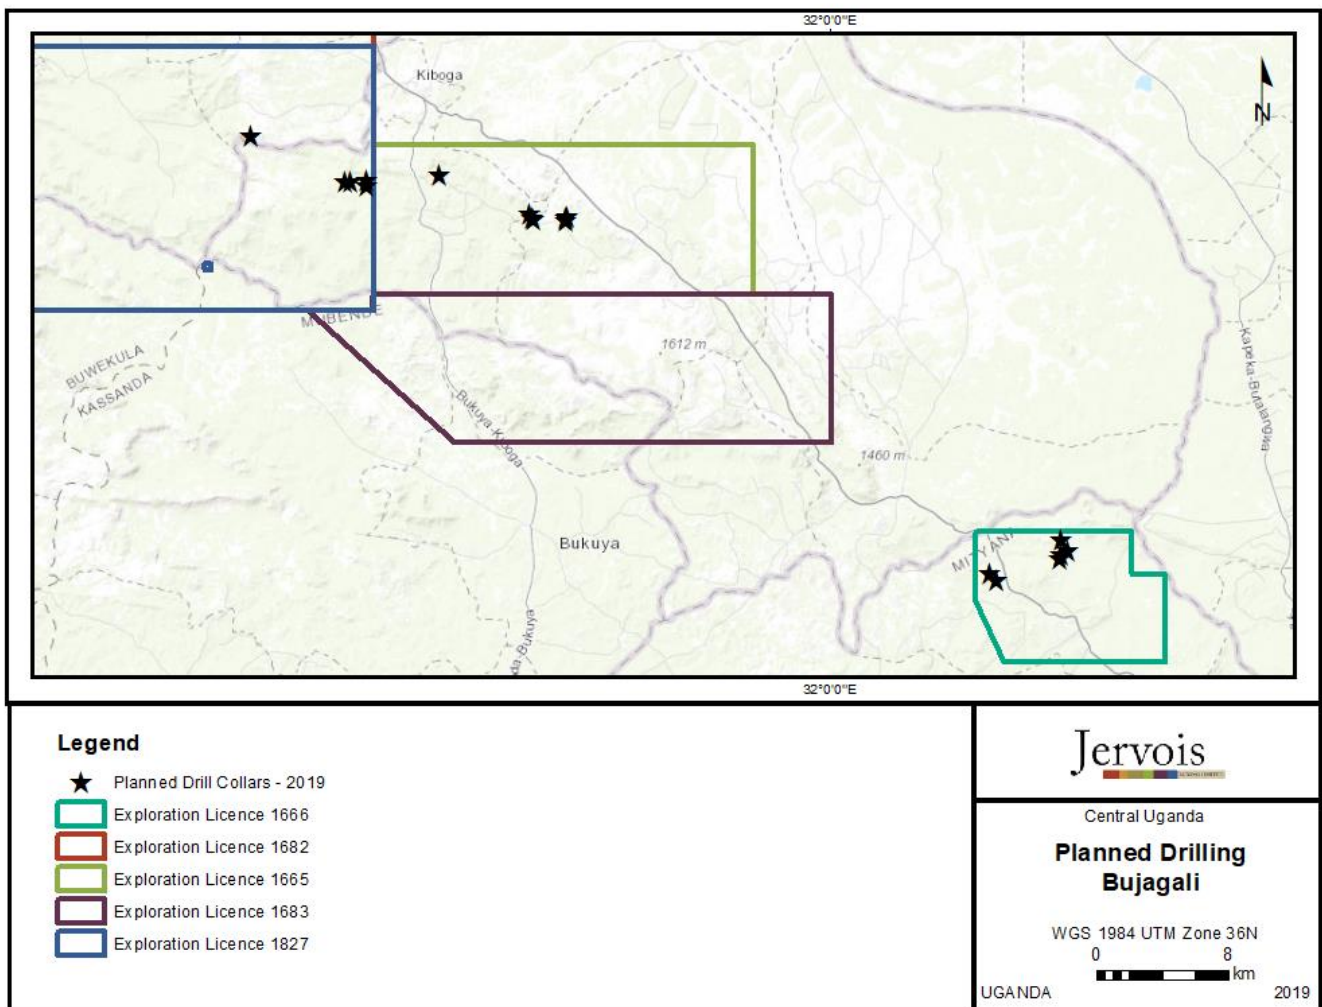 32°0'0"E
Kiboga
N
MUBENDE
1612 m
BUWEKULA
KASSANDA
Bukuya-Kiboga
Kapeka-Butalangwa
1460 m
Bukuya
MITYANA
da-Bukuya
32°0'0"E
Legend
Planned Drill Collars - 2019
Exploration Licence 1666
Exploration Licence 1682
Exploration Licence 1665
Exploration Licence 1683
Exploration Licence 1827
Jervois
Central Uganda
Planned Drilling
Bujagali
WGS 1984 UTM Zone 36N
0 8
km
UGANDA 2019